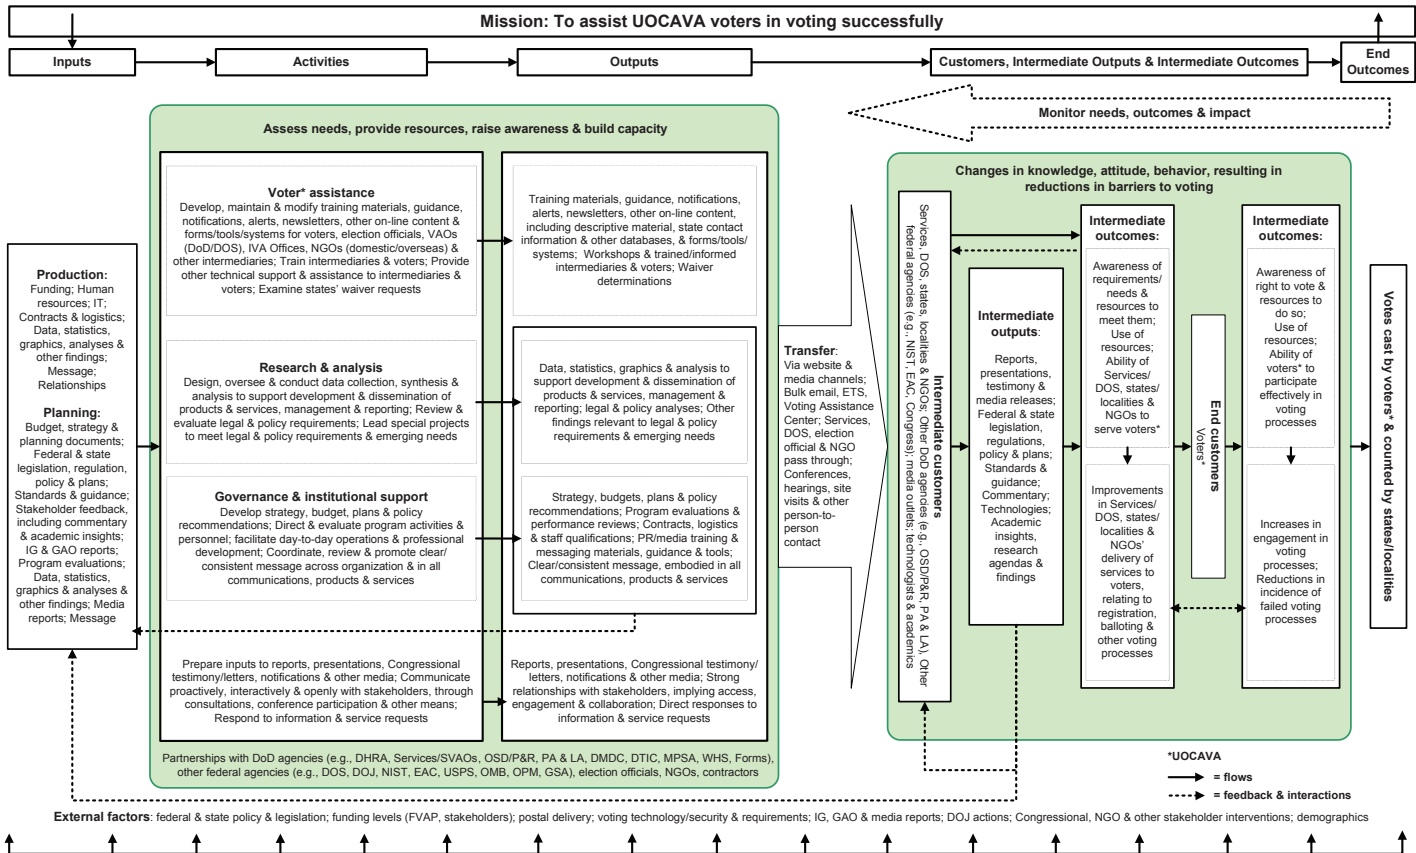 Mission: To assist UOCAVA voters in voting successfully
Inputs
Activities
Outputs
Customers, Intermediate Outputs & Intermediate Outcomes
End
Outcomes
Monitor needs, outcomes & impact
Assess needs, provide resources, raise awareness & build capacity
Production:
Funding; Human
resources; IT;
Contracts & logistics;
Data, statistics,
graphics, analyses &
other findings;
Message;
Relationships
Planning:
Budget, strategy &
planning documents;
Federal & state
legislation, regulation,
policy & plans;
Standards & guidance;
Stakeholder feedback,
including commentary
& academic insights;
IG & GAO reports;
Program evaluations;
Data, statistics,
graphics & analyses &
other findings; Media
reports; Message
Voter* assistance
Develop, maintain & modify training materials, guidance,
notifications, alerts, newsletters, other on-line content &
forms/tools/systems for voters, election officials, VAOs
(DoD/DOS), IVA Offices, NGOs (domestic/overseas) &
other intermediaries; Train intermediaries & voters; Provide
other technical support & assistance to intermediaries &
voters; Examine states' waiver requests
Research & analysis
Design, oversee & conduct data collection, synthesis &
analysis to support development & dissemination of
products & services, management & reporting; Review &
evaluate legal & policy requirements; Lead special projects
to meet legal & policy requirements & emerging needs
Governance & institutional support
Develop strategy, budget, plans & policy
recommendations; Direct & evaluate program activities &
personnel; facilitate day-to-day operations & professional
development; Coordinate, review & promote clear/
consistent message across organization & in all
communications, products & services
Prepare inputs to reports, presentations, Congressional
testimony/letters, notifications & other media; Communicate
proactively, interactively & openly with stakeholders, through
consultations, conference participation & other means;
Respond to information & service requests
Training materials, guidance, notifications,
alerts, newsletters, other on-line content,
including descriptive material, state contact
information & other databases, & forms/tools/
systems; Workshops & trained/informed
intermediaries & voters; Waiver
determinations
Data, statistics, graphics & analysis to
support development & dissemination of
products & services, management &
reporting; legal & policy analyses; Other
findings relevant to legal & policy
requirements & emerging needs
Strategy, budgets, plans & policy
recommendations; Program evaluations &
performance reviews; Contracts, logistics
& staff qualifications; PR/media training &
messaging materials, guidance & tools;
Clear/consistent message, embodied in all
communications, products & services
Reports, presentations, Congressional testimony/
letters, notifications & other media; Strong
relationships with stakeholders, implying access,
engagement & collaboration; Direct responses to
information & service requests
Partnerships with DoD agencies (e.g., DHRA, Services/SVAOs, OSD/P&R, PA & LA, DMDC, DTIC, MPSA, WHS, Forms),
other federal agencies (e.g., DOS, DOJ, NIST, EAC, USPS, OMB, OPM, GSA), election officials, NGOs, contractors
Transfer:
Via website &
media channels;
Bulk email, ETS,
Voting Assistance
Center; Services,
DOS, election
official & NGO
pass through;
Conferences,
hearings, site
visits & other
person-to-
person
contact
Changes in knowledge, attitude, behavior, resulting in
reductions in barriers to voting
Intermediate customers
Services, DOS, states, localities & NGOs; Other DoD agencies (e.g., OSD/P&R, PA & LA), Other
federal agencies (e.g., NIST, EAC, Congress); media outlets; technologists & academics
Intermediate
outputs:
Reports,
presentations,
testimony &
media releases;
Federal & state
legislation,
regulations,
policy & plans;
Standards &
guidance;
Commentary;
Technologies;
Academic
insights,
research
agendas &
findings
Intermediate
outcomes:
Awareness of
requirements/
needs &
resources to
meet them;
Use of
resources;
Ability of
Services/
DOS, states/
localities &
NGOs to
serve voters*
Improvements
in Services/
DOS, states/
localities &
NGOs'
delivery of
services to
voters,
relating to
registration,
balloting &
other voting
processes
End customers
Voters*
Intermediate
outcomes:
Awareness of
right to vote &
resources to
do so;
Use of
resources;
Ability of
voters* to
participate
effectively in
voting
processes
Increases in
engagement in
voting
processes;
Reductions in
incidence of
failed voting
processes
Votes cast by voters* & counted by states/localities
*UOCAVA
= flows
= feedback & interactions
External factors: federal & state policy & legislation; funding levels (FVAP, stakeholders); postal delivery; voting technology/security & requirements; IG, GAO & media reports; DOJ actions; Congressional, NGO & other stakeholder interventions; demographics